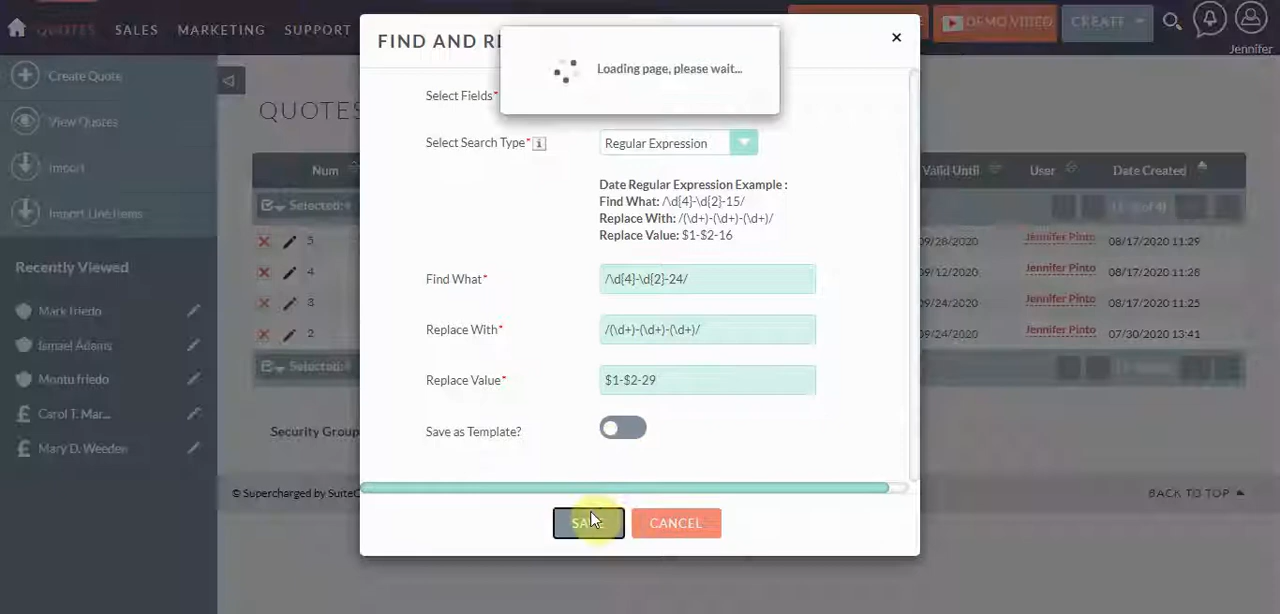 QUOTES SALES MARKETING SUPPORT DEMO VIDEO CREATE
Jennifer
Create Quote
View Quotes
Import
Import Line Items
Recently Viewed
Mark friedo
Ismael Adams
Montu friedo
Carol T. Mar...
Mary D. Weeden
QUOTES
Num Valid Until User Date Created
Selected:
5 09/28/2020 Jennifer Pinto 08/17/2020 11:29
4 09/12/2020 Jennifer Pinto 08/17/2020 11:28
3 09/24/2020 Jennifer Pinto 08/17/2020 11:25
2 09/24/2020 Jennifer Pinto 07/30/2020 13:41
Selected:
Security Group
© Supercharged by SuiteC
BACK TO TOP
FIND AND RE
×
Loading page, please wait...
Select Fields*
Select Search Type* i Regular Expression
Date Regular Expression Example :
Find What: /\d{4}-\d{2}-15/
Replace With: /(\d+)-(\d+)-(\d+)/
Replace Value: $1-$2-16
Find What* /\d{4}-\d{2}-24/
Replace With* /(\d+)-(\d+)-(\d+)/
Replace Value* $1-$2-29
Save as Template?
SAVE CANCEL